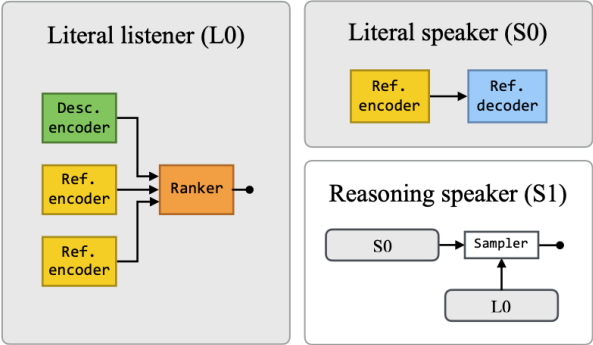 Literal listener (L0)
Desc.
encoder
Ref.
encoder
Ref.
encoder
Ranker
Literal speaker (S0)
Ref.
encoder
Ref.
decoder
Reasoning speaker (S1)
S0
Sampler
L0